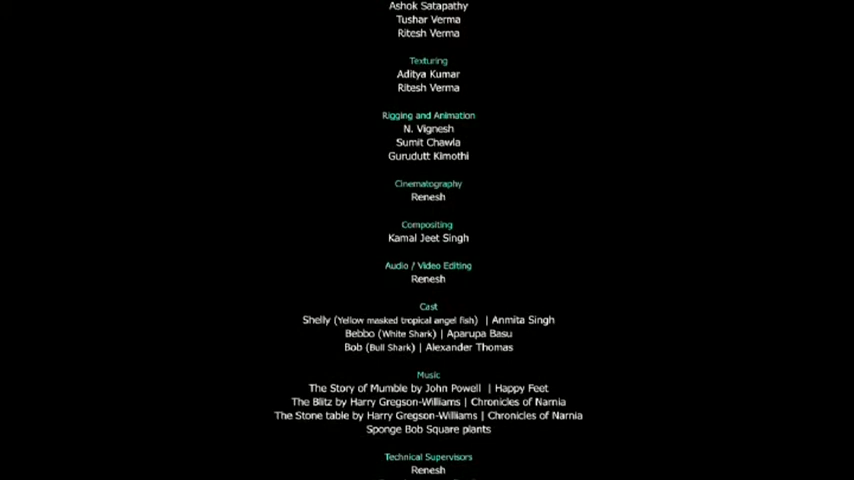 Ashok Satapathy
Tushar Verma
Ritesh Verma
Texturing
Aditya Kumar
Ritesh Verma
Rigging and Animation
N. Vignesh
Sumit Chawla
Gurudutt Kimothi
Cinematography
Renesh
Compositing
Kamal Jeet Singh
Audio / Video Editing
Renesh
Cast
Shelly (Yellow masked tropical angel fish) | Anmita Singh
Bebbo (White Shark) | Aparupa Basu
Bob (Bull Shark) | Alexander Thomas
Music
The Story of Mumble by John Powell | Happy Feet
The Blitz by Harry Gregson-Williams | Chronicles of Narnia
The Stone table by Harry Gregson-Williams | Chronicles of Narnia
Sponge Bob Square plants
Technical Supervisors
Renesh